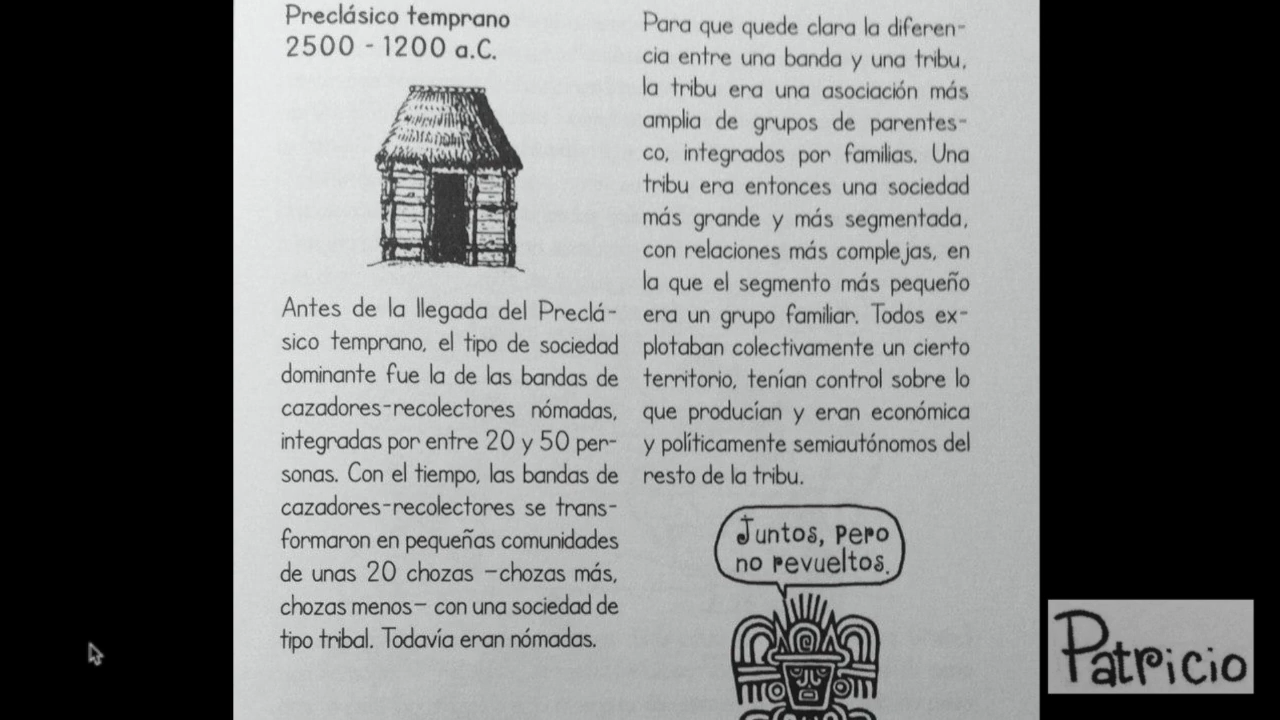 Preclásico temprano
2500 - 1200 a.C.
Antes de la llegada del Preclá-
sico temprano, el tipo de sociedad
dominante fue la de las bandas de
cazadores-recolectores nómadas,
integradas por entre 20 y 50 per-
sonas. Con el tiempo, las bandas de
cazadores-recolectores se trans-
formaron en pequeñas comunidades
de unas 20 chozas –chozas más,
chozas menos– con una sociedad de
tipo tribal. Todavía eran nómadas.
Para que quede clara la diferen-
cia entre una banda y una tribu,
la tribu era una asociación más
amplia de grupos de parentes-
co, integrados por familias. Una
tribu era entonces una sociedad
más grande y más segmentada,
con relaciones más complejas, en
la que el segmento más pequeño
era un grupo familiar. Todos ex-
plotaban colectivamente un cierto
territorio, tenían control sobre lo
que producían y eran económica
y políticamente semiautónomos del
resto de la tribu.
Juntos, pero
no revueltos.
Patricio